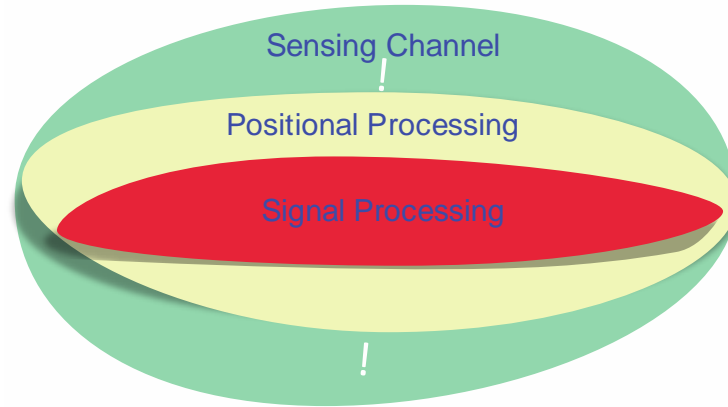 Sensing Channel
!
Positional Processing
Signal Processing
!